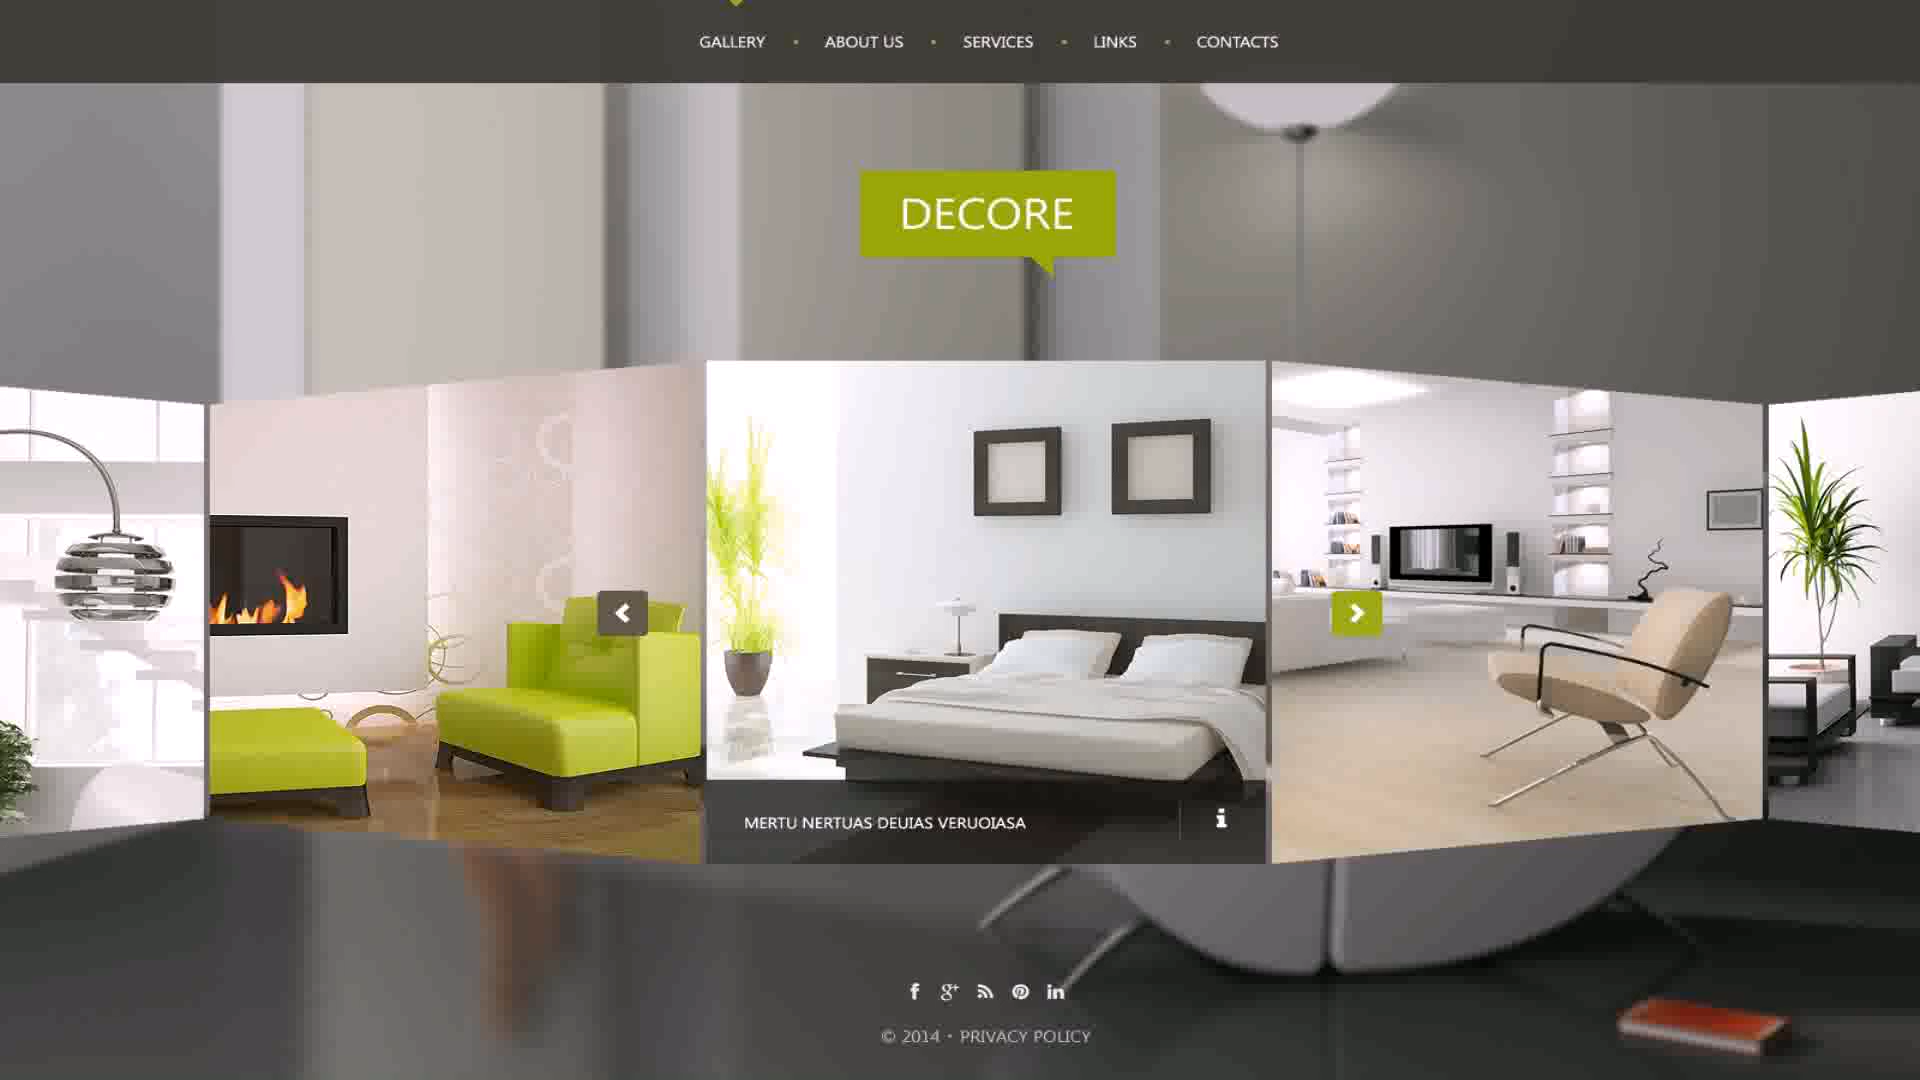 GALLERY • ABOUT US • SERVICES • LINKS • CONTACTS
DECORE
MERTU NERTUAS DEUIAS VERUOIASA
© 2014 • PRIVACY POLICY